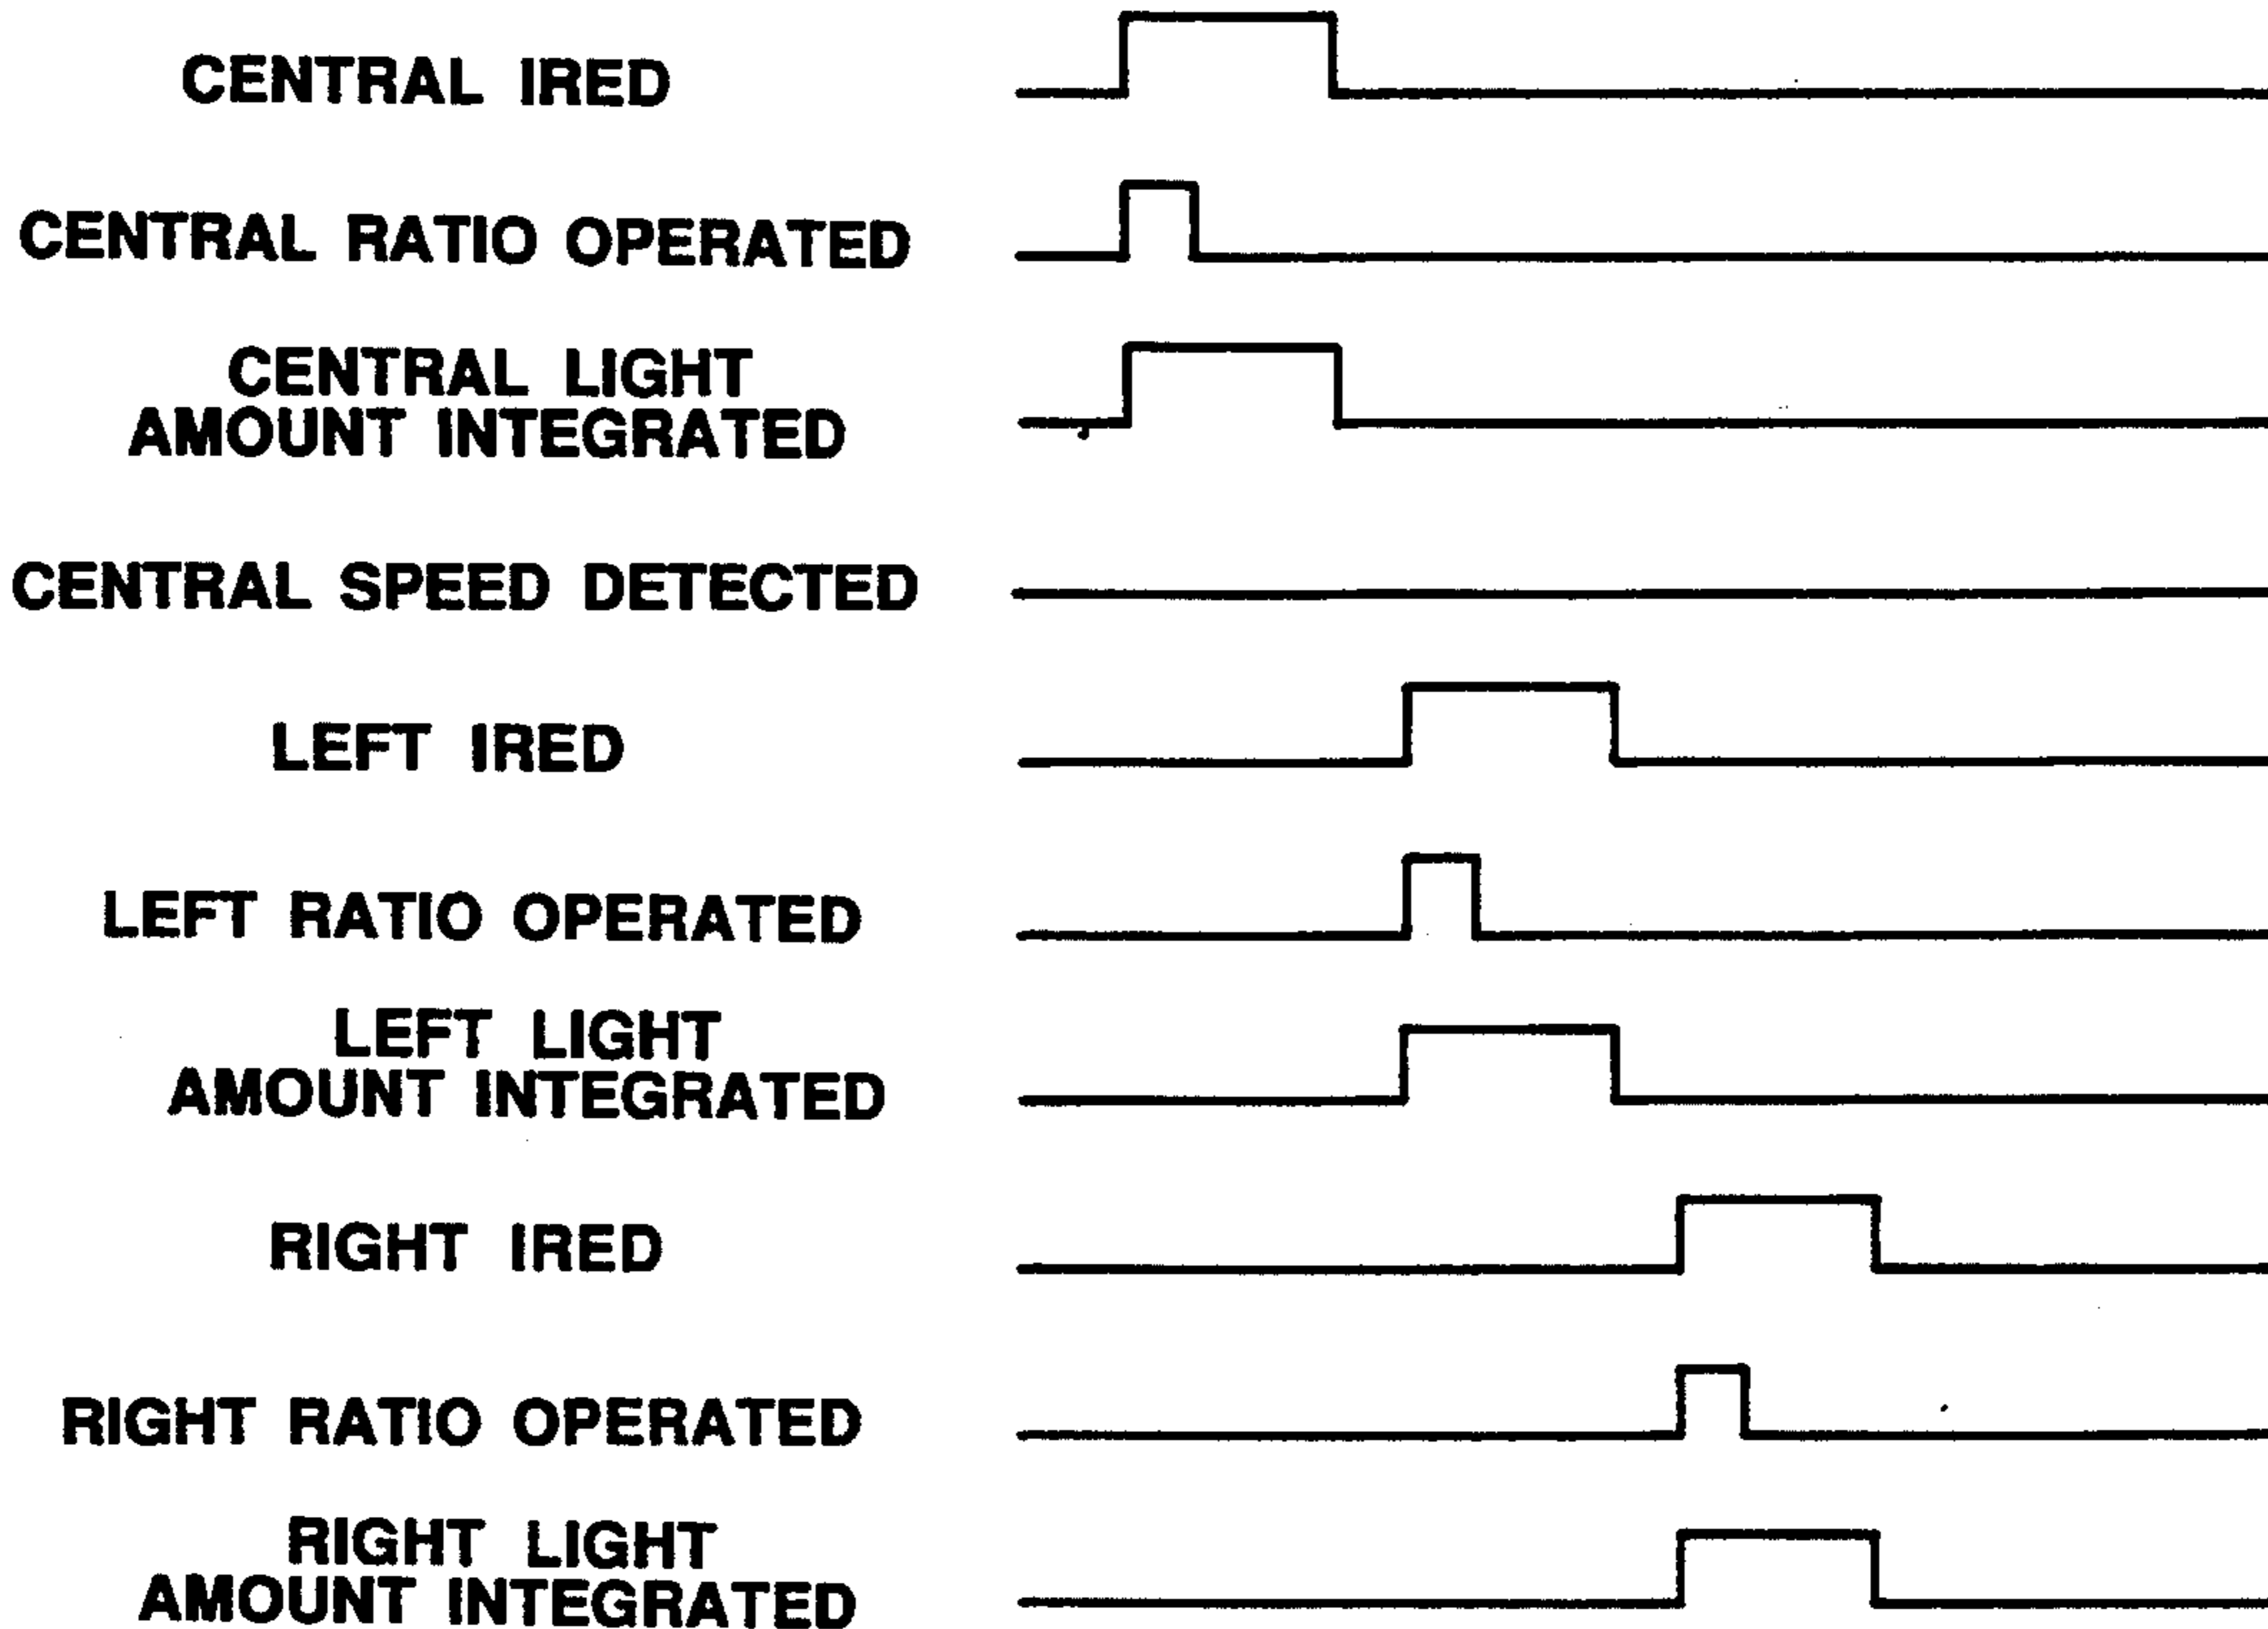 CENTRAL IRED
CENTRAL RATIO OPERATED
CENTRAL LIGHT
AMOUNT INTEGRATED
CENTRAL SPEED DETECTED
LEFT IRED
LEFT RATIO OPERATED
LEFT LIGHT
AMOUNT INTEGRATED
RIGHT IRED
RIGHT RATIO OPERATED
RIGHT LIGHT
AMOUNT INTEGRATED